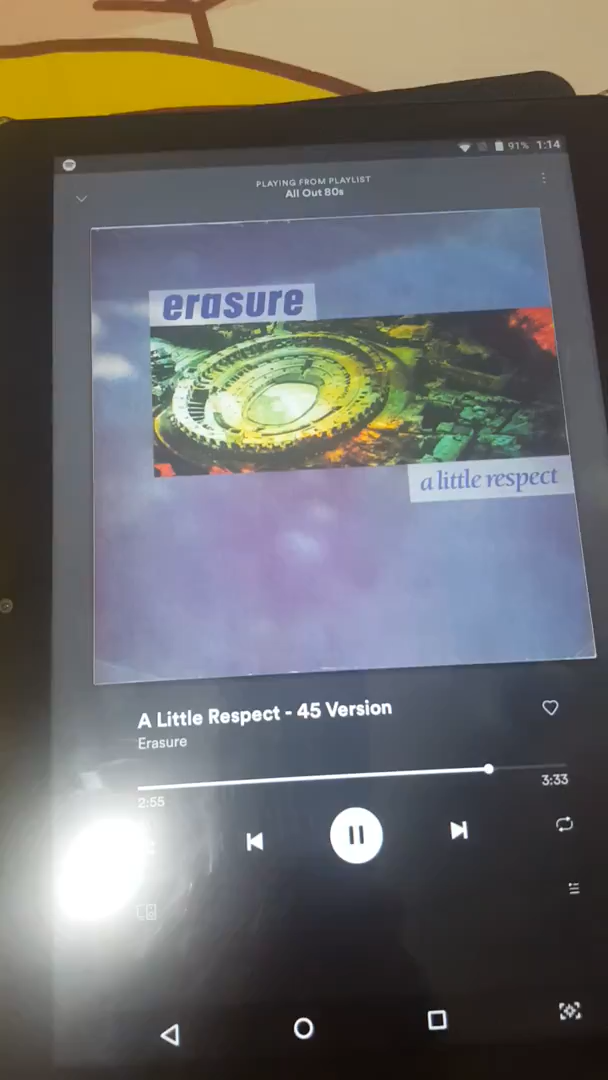 91% 1:14
PLAYING FROM PLAYLIST
All Out 80s
erasure
a little respect
A Little Respect - 45 Version
Erasure
2:55
3:33